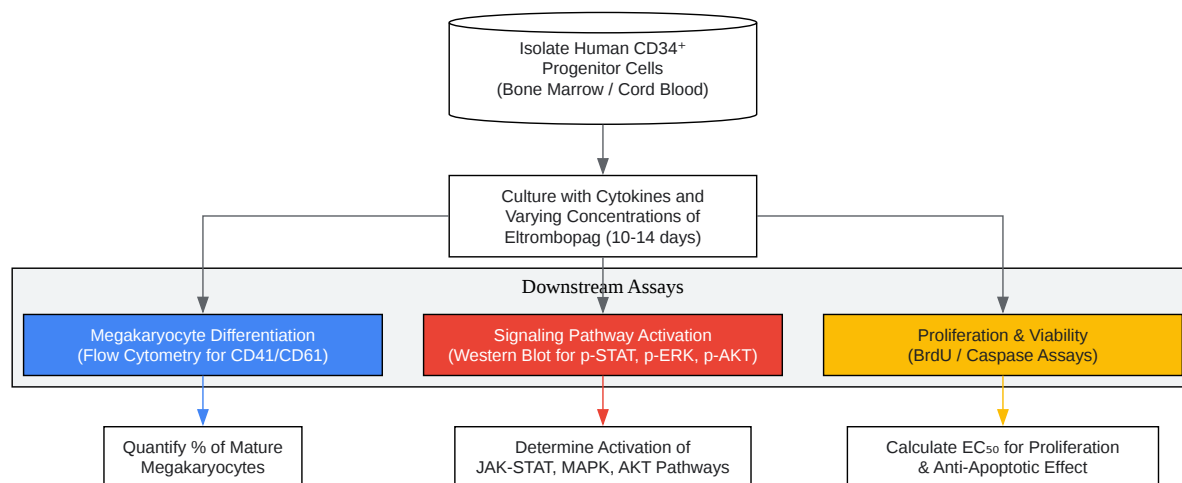 Isolate Human CD34⁺
Progenitor Cells
(Bone Marrow / Cord Blood)
Culture with Cytokines and
Varying Concentrations of
Eltrombopag (10-14 days)
Downstream Assays
Megakaryocyte Differentiation
(Flow Cytometry for CD41/CD61)
Signaling Pathway Activation
(Western Blot for p-STAT, p-ERK, p-AKT)
Proliferation & Viability
(BrdU / Caspase Assays)
Quantify % of Mature
Megakaryocytes
Determine Activation of
JAK-STAT, MAPK, AKT Pathways
Calculate EC₅₀ for Proliferation
& Anti-Apoptotic Effect